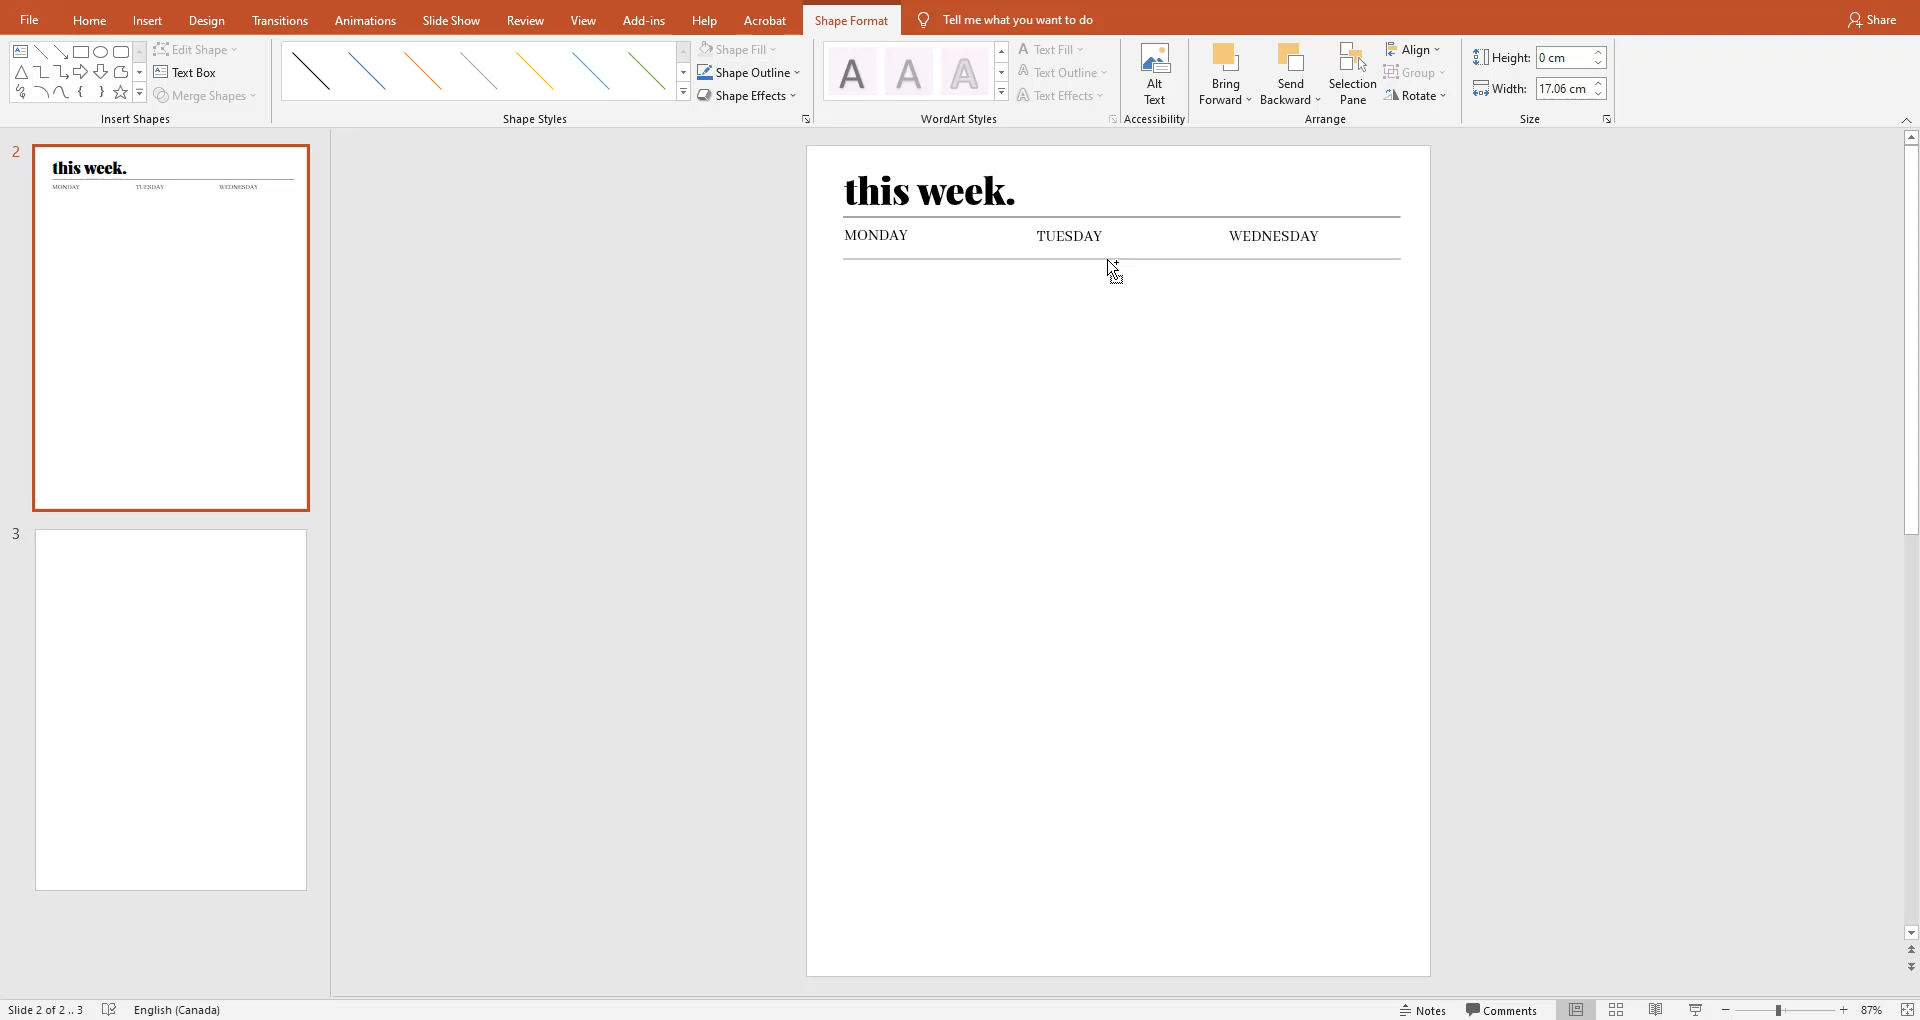 File Home Insert Design Transitions Animations Slide Show Review View Add-ins Help Acrobat Shape Format Tell me what you want to do Share
Edit Shape
Text Box
Merge Shapes
Insert Shapes
Shape Fill
Shape Outline
Shape Effects
Shape Styles
A A A
Text Fill
Text Outline
Text Effects
WordArt Styles
Alt
Text
Accessibility
Bring
Forward
Send
Backward
Selection
Pane
Align
Group
Rotate
Arrange
Height: 0 cm
Width: 17.06 cm
Size
2
this week.
MONDAY TUESDAY WEDNESDAY
3
this week.
MONDAY TUESDAY WEDNESDAY
Slide 2 of 2 .. 3 English (Canada) Notes Comments 87%